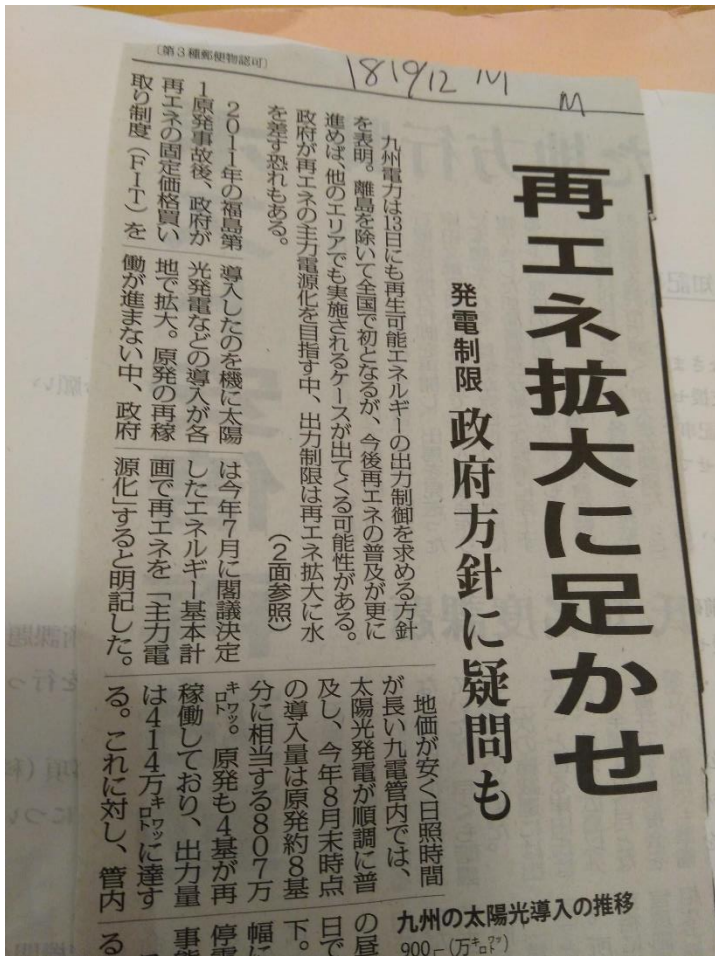 〔第3種郵便物認可〕
M
M
再エネ拡大に足かせ
発電制限 政府方針に疑問も
九州電力は13日にも再生可能エネルギーの出力制御を求める方針
を表明。離島を除いて全国で初となるが、今後再エネの普及が更に
進めば、他のエリアでも実施されるケースが出てくる可能性がある。
政府が再エネの主力電源化を目指す中、出力制限は再エネ拡大に水
を差す恐れもある。 （2面参照）
2011年の福島第
1原発事故後、政府が
再エネの固定価格買い
取り制度（FIT）を
導入したのを機に太陽
光発電などの導入が各
地で拡大。原発の再稼
働が進まない中、政府
は今年7月に閣議決定
したエネルギー基本計
画で再エネを「主力電
源化」すると明記した。
地価が安く日照時間
が長い九電管内では、
太陽光発電が順調に普
及し、今年8月末時点
の導入量は原発約8基
分に相当する807万
キロワッ。原発も4基が再
稼働しており、出力量
は414万キロワッに達す
る。これに対し、管内
の昼
日で
下。
幅に
停電
事態
る
九州の太陽光導入の推移
900 (万キロワッ)